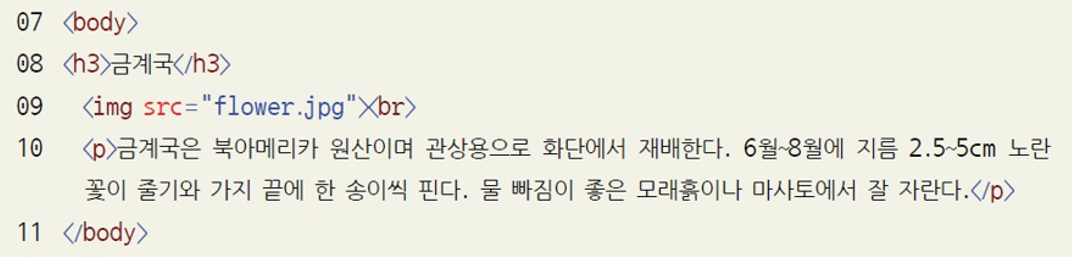 07 <body>
08 <h3>금계국</h3>
09 <img src="flower.jpg"><br>
10 <p>금계국은 북아메리카 원산이며 관상용으로 화단에서 재배한다. 6월~8월에 지름 2.5~5cm 노란
꽃이 줄기와 가지 끝에 한 송이씩 핀다. 물 빠짐이 좋은 모래흙이나 마사토에서 잘 자란다.</p>
11 </body>